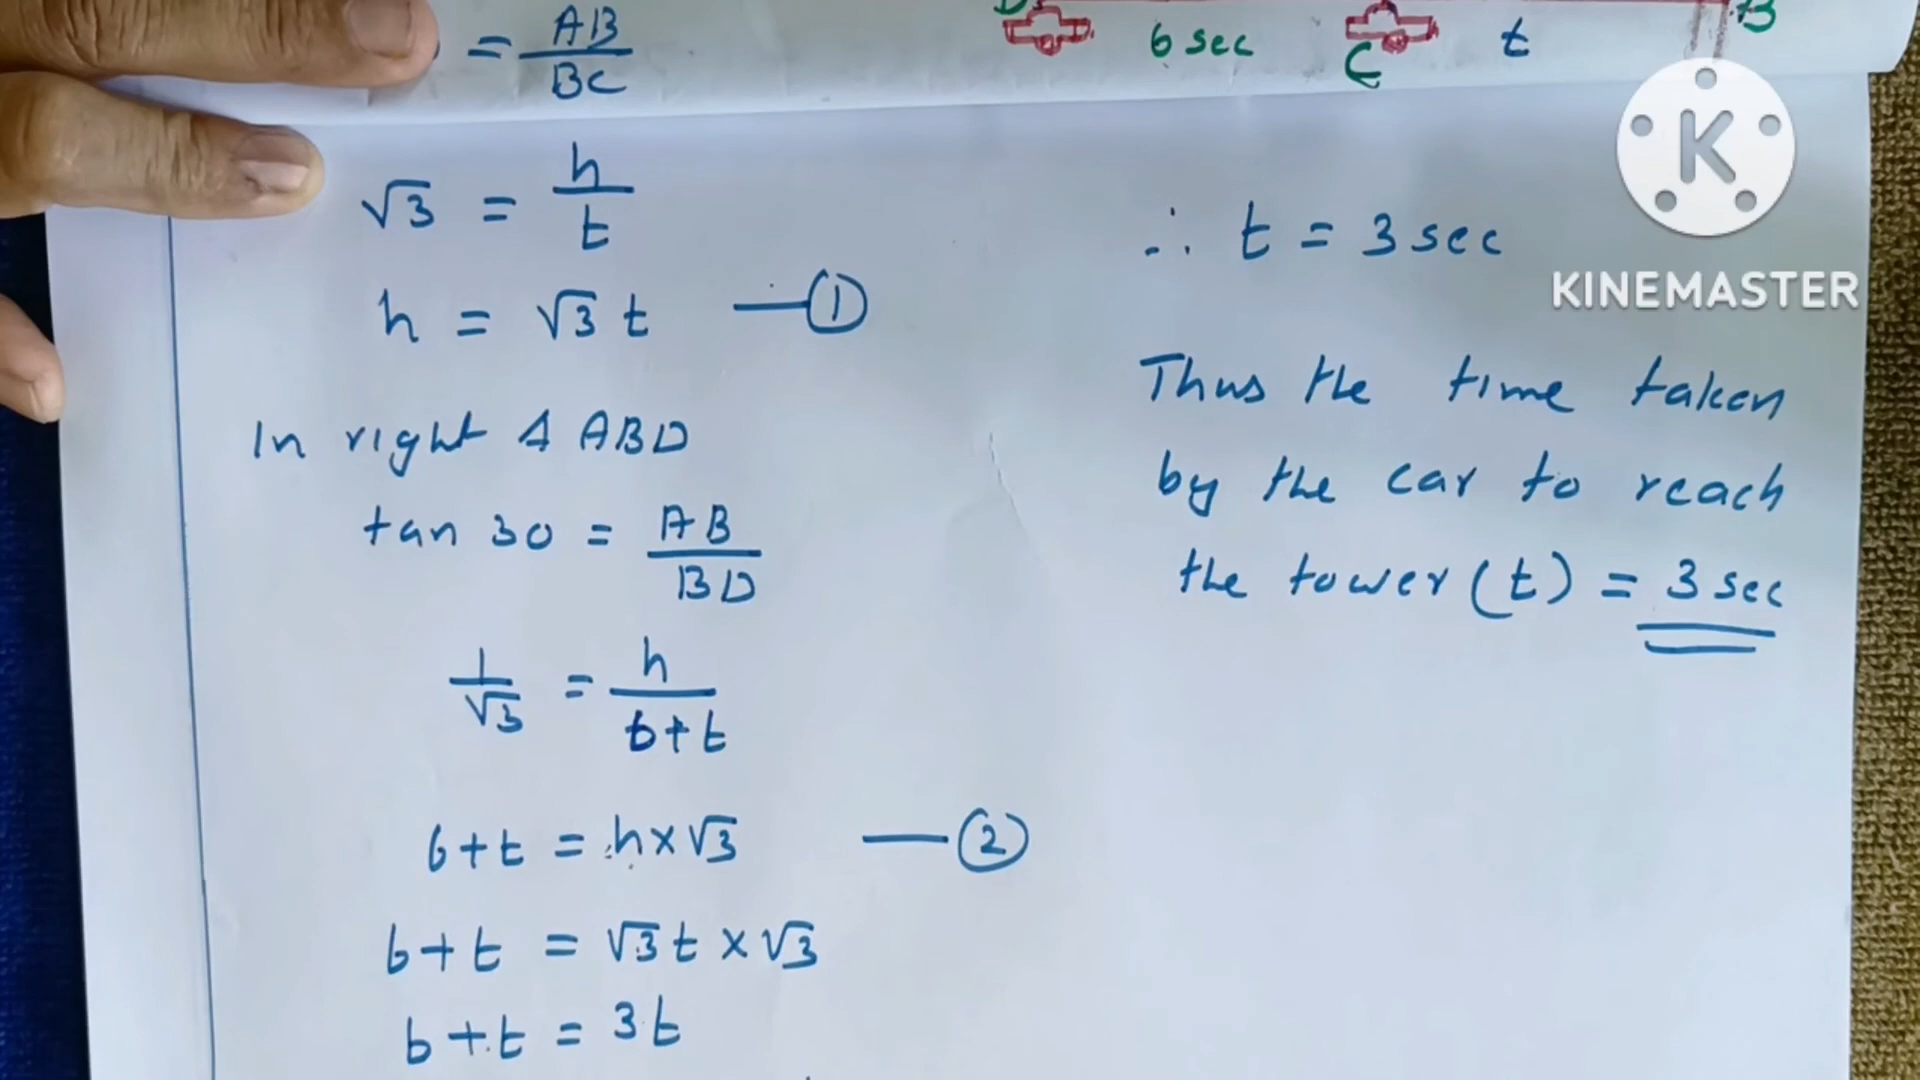 = AB/BC
D 6 sec C t B
√3 = h/t
h = √3 t —①
In right Δ ABD
tan 30 = AB/BD
1/√3 = h/6+t
6+t = h×√3 —②
6+t = √3 t × √3
6+t = 3t
∴ t = 3 sec
Thus the time taken
by the car to reach
the tower (t) = 3 sec
K
KINEMASTER